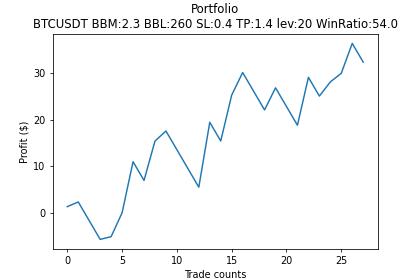 Portfolio
BTCUSDT BBM:2.3 BBL:260 SL:0.4 TP:1.4 lev:20 WinRatio:54.0
Profit ($)
30
20
10
0
0 5 10 15 20 25
Trade counts